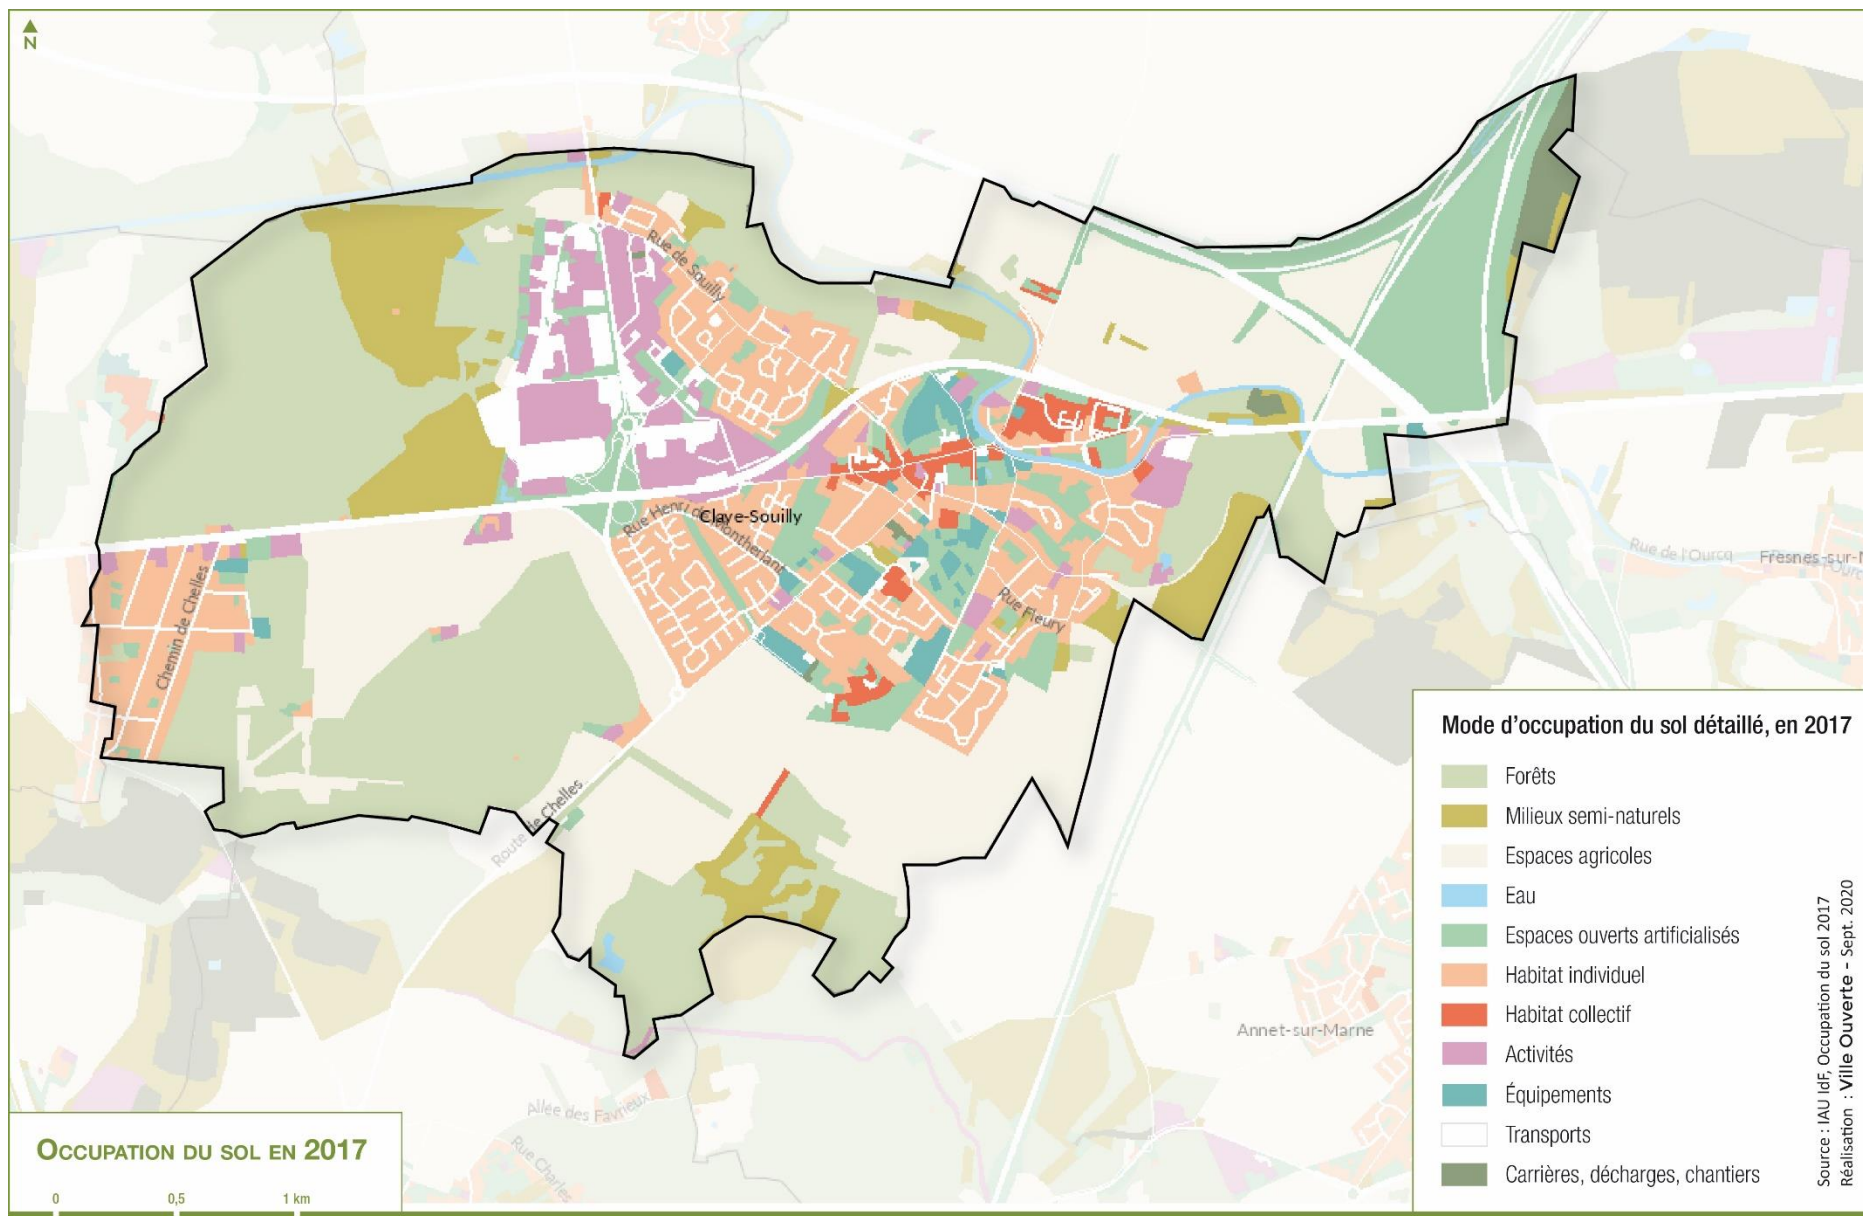 N
Rue de Souilly
Claye-Souilly
Rue Henri de Montherlant
Rue Fleury
Chemin de Chelles
Route de Chelles
Rue de l'Ourcq
Fresnes-sur-M
Annet-sur-Marne
Allée des Favrieux
Rue Charles
Mode d'occupation du sol détaillé, en 2017
Forêts
Milieux semi-naturels
Espaces agricoles
Eau
Espaces ouverts artificialisés
Habitat individuel
Habitat collectif
Activités
Équipements
Transports
Carrières, décharges, chantiers
Source : IAU IdF, Occupation du sol 2017
Réalisation : Ville Ouverte - Sept. 2020
OCCUPATION DU SOL EN 2017
0 0,5 1 km